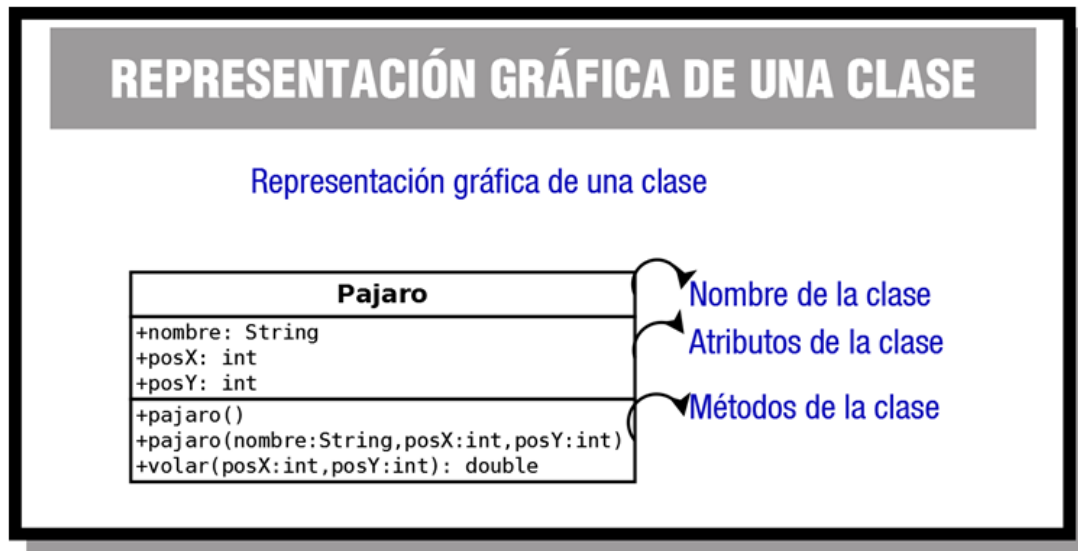 REPRESENTACIÓN GRÁFICA DE UNA CLASE
Representación gráfica de una clase
Pajaro
Nombre de la clase
+nombre: String
+posX: int
+posY: int
Atributos de la clase
+pajaro()
+pajaro(nombre:String,posX:int,posY:int)
+volar(posX:int,posY:int): double
Métodos de la clase